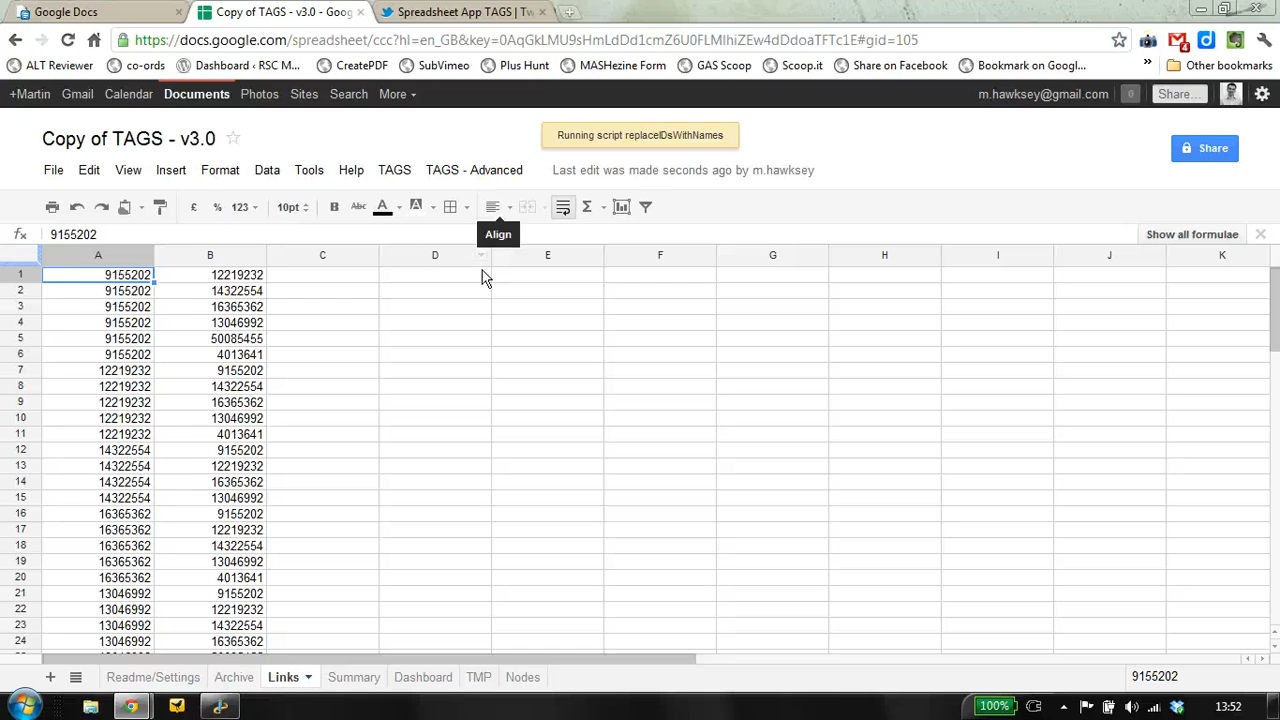 Google Docs
Copy of TAGS - v3.0 - Goog
Spreadsheet App TAGS | Tw
https://docs.google.com/spreadsheet/ccc?hl=en_GB&key=0AqGkLMU9sHmLdDd1cmZ6U0FLMlhiZEw4dDdoaTFTc1E#gid=105
4
ALT Reviewer
co-ords
Dashboard ‹ RSC M...
CreatePDF
SubVimeo
Plus Hunt
MASHezine Form
GAS Scoop
Scoop.it
Share on Facebook
Bookmark on Googl...
»
Other bookmarks
+Martin Gmail Calendar Documents Photos Sites Search More
m.hawksey@gmail.com 0 Share...
Copy of TAGS - v3.0
Running script replaceIDsWithNames
Share
File Edit View Insert Format Data Tools Help TAGS TAGS - Advanced Last edit was made seconds ago by m.hawksey
£ % 123 10pt B Abc A A Σ
Align
fx 9155202 Show all formulae
A B C D E F G H I J K
1 9155202 12219232
2 9155202 14322554
3 9155202 16365362
4 9155202 13046992
5 9155202 50085455
6 9155202 4013641
7 12219232 9155202
8 12219232 14322554
9 12219232 16365362
10 12219232 13046992
11 12219232 4013641
12 14322554 9155202
13 14322554 12219232
14 14322554 16365362
15 14322554 13046992
16 16365362 9155202
17 16365362 12219232
18 16365362 14322554
19 16365362 13046992
20 16365362 4013641
21 13046992 9155202
22 13046992 12219232
23 13046992 14322554
24 13046992 16365362
Readme/Settings Archive Links Summary Dashboard TMP Nodes 9155202
100% 13:52